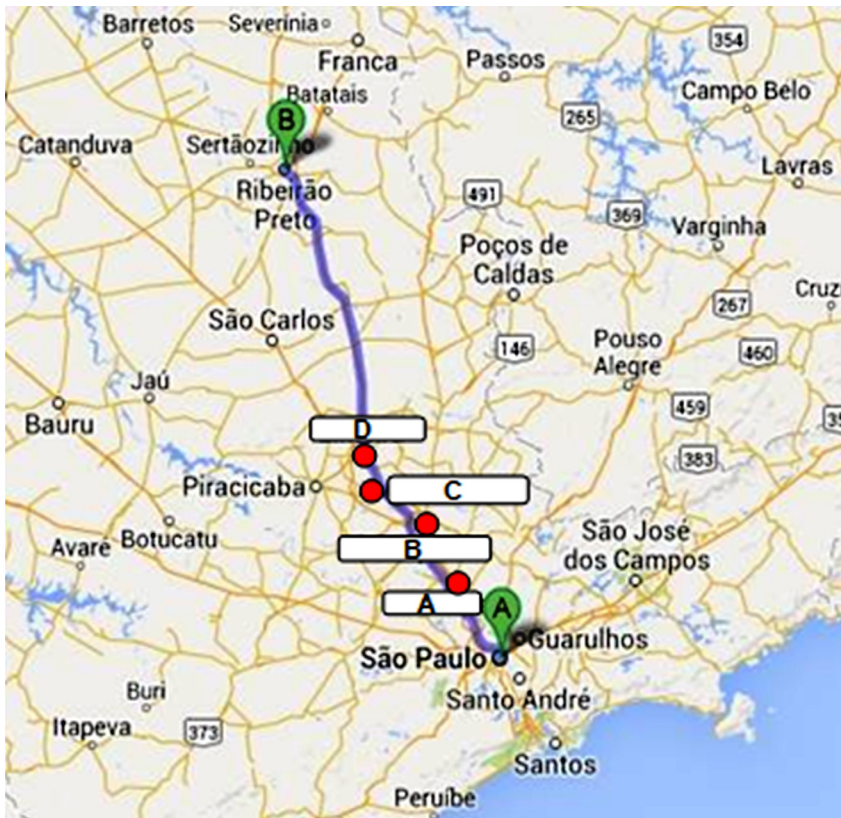 Barretos
Severinia
354
Franca
Passos
Batatais
Campo Belo
B
265
Catanduva
Sertãozinho
Lavras
Ribeirão
Preto
491
369
Varginha
Poços de
Caldas
Cruz
267
São Carlos
146
Pouso
Alegre
460
Jaú
Bauru
459
35
D
383
Piracicaba
C
Botucatu
São José
dos Campos
Avaré
B
A
A
Guarulhos
São Paulo
Santo André
Buri
Itapeva
373
Santos
Peruíbe